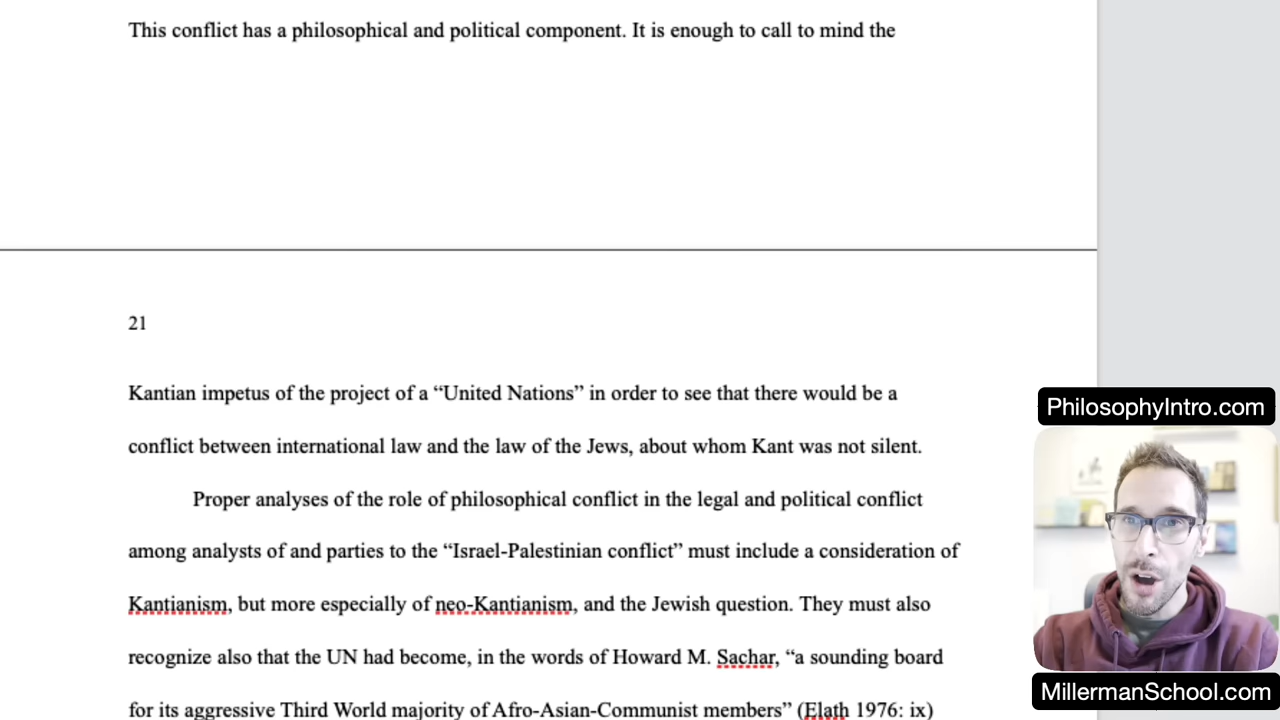 This conflict has a philosophical and political component. It is enough to call to mind the
21
Kantian impetus of the project of a “United Nations” in order to see that there would be a
conflict between international law and the law of the Jews, about whom Kant was not silent.
Proper analyses of the role of philosophical conflict in the legal and political conflict
among analysts of and parties to the “Israel-Palestinian conflict” must include a consideration of
Kantianism, but more especially of neo-Kantianism, and the Jewish question. They must also
recognize also that the UN had become, in the words of Howard M. Sachar, “a sounding board
for its aggressive Third World majority of Afro-Asian-Communist members” (Elath 1976: ix)
PhilosophyIntro.com
MillermanSchool.com